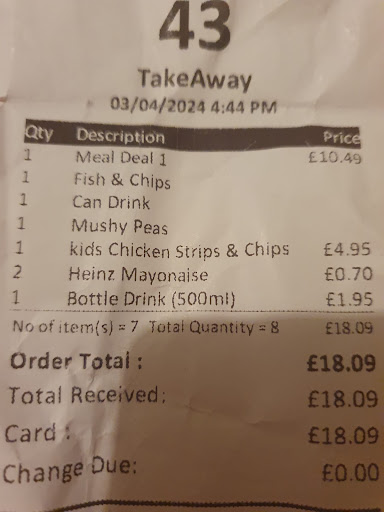 43
TakeAway
03/04/2024 4:44 PM
Qty Description Price
1 Meal Deal 1 £10.49
1 Fish & Chips
1 Can Drink
1 Mushy Peas
1 kids Chicken Strips & Chips £4.95
2 Heinz Mayonaise £0.70
1 Bottle Drink (500ml) £1.95
No of item(s) = 7 Total Quantity = 8 £18.09
Order Total : £18.09
Total Received: £18.09
Card : £18.09
Change Due: £0.00